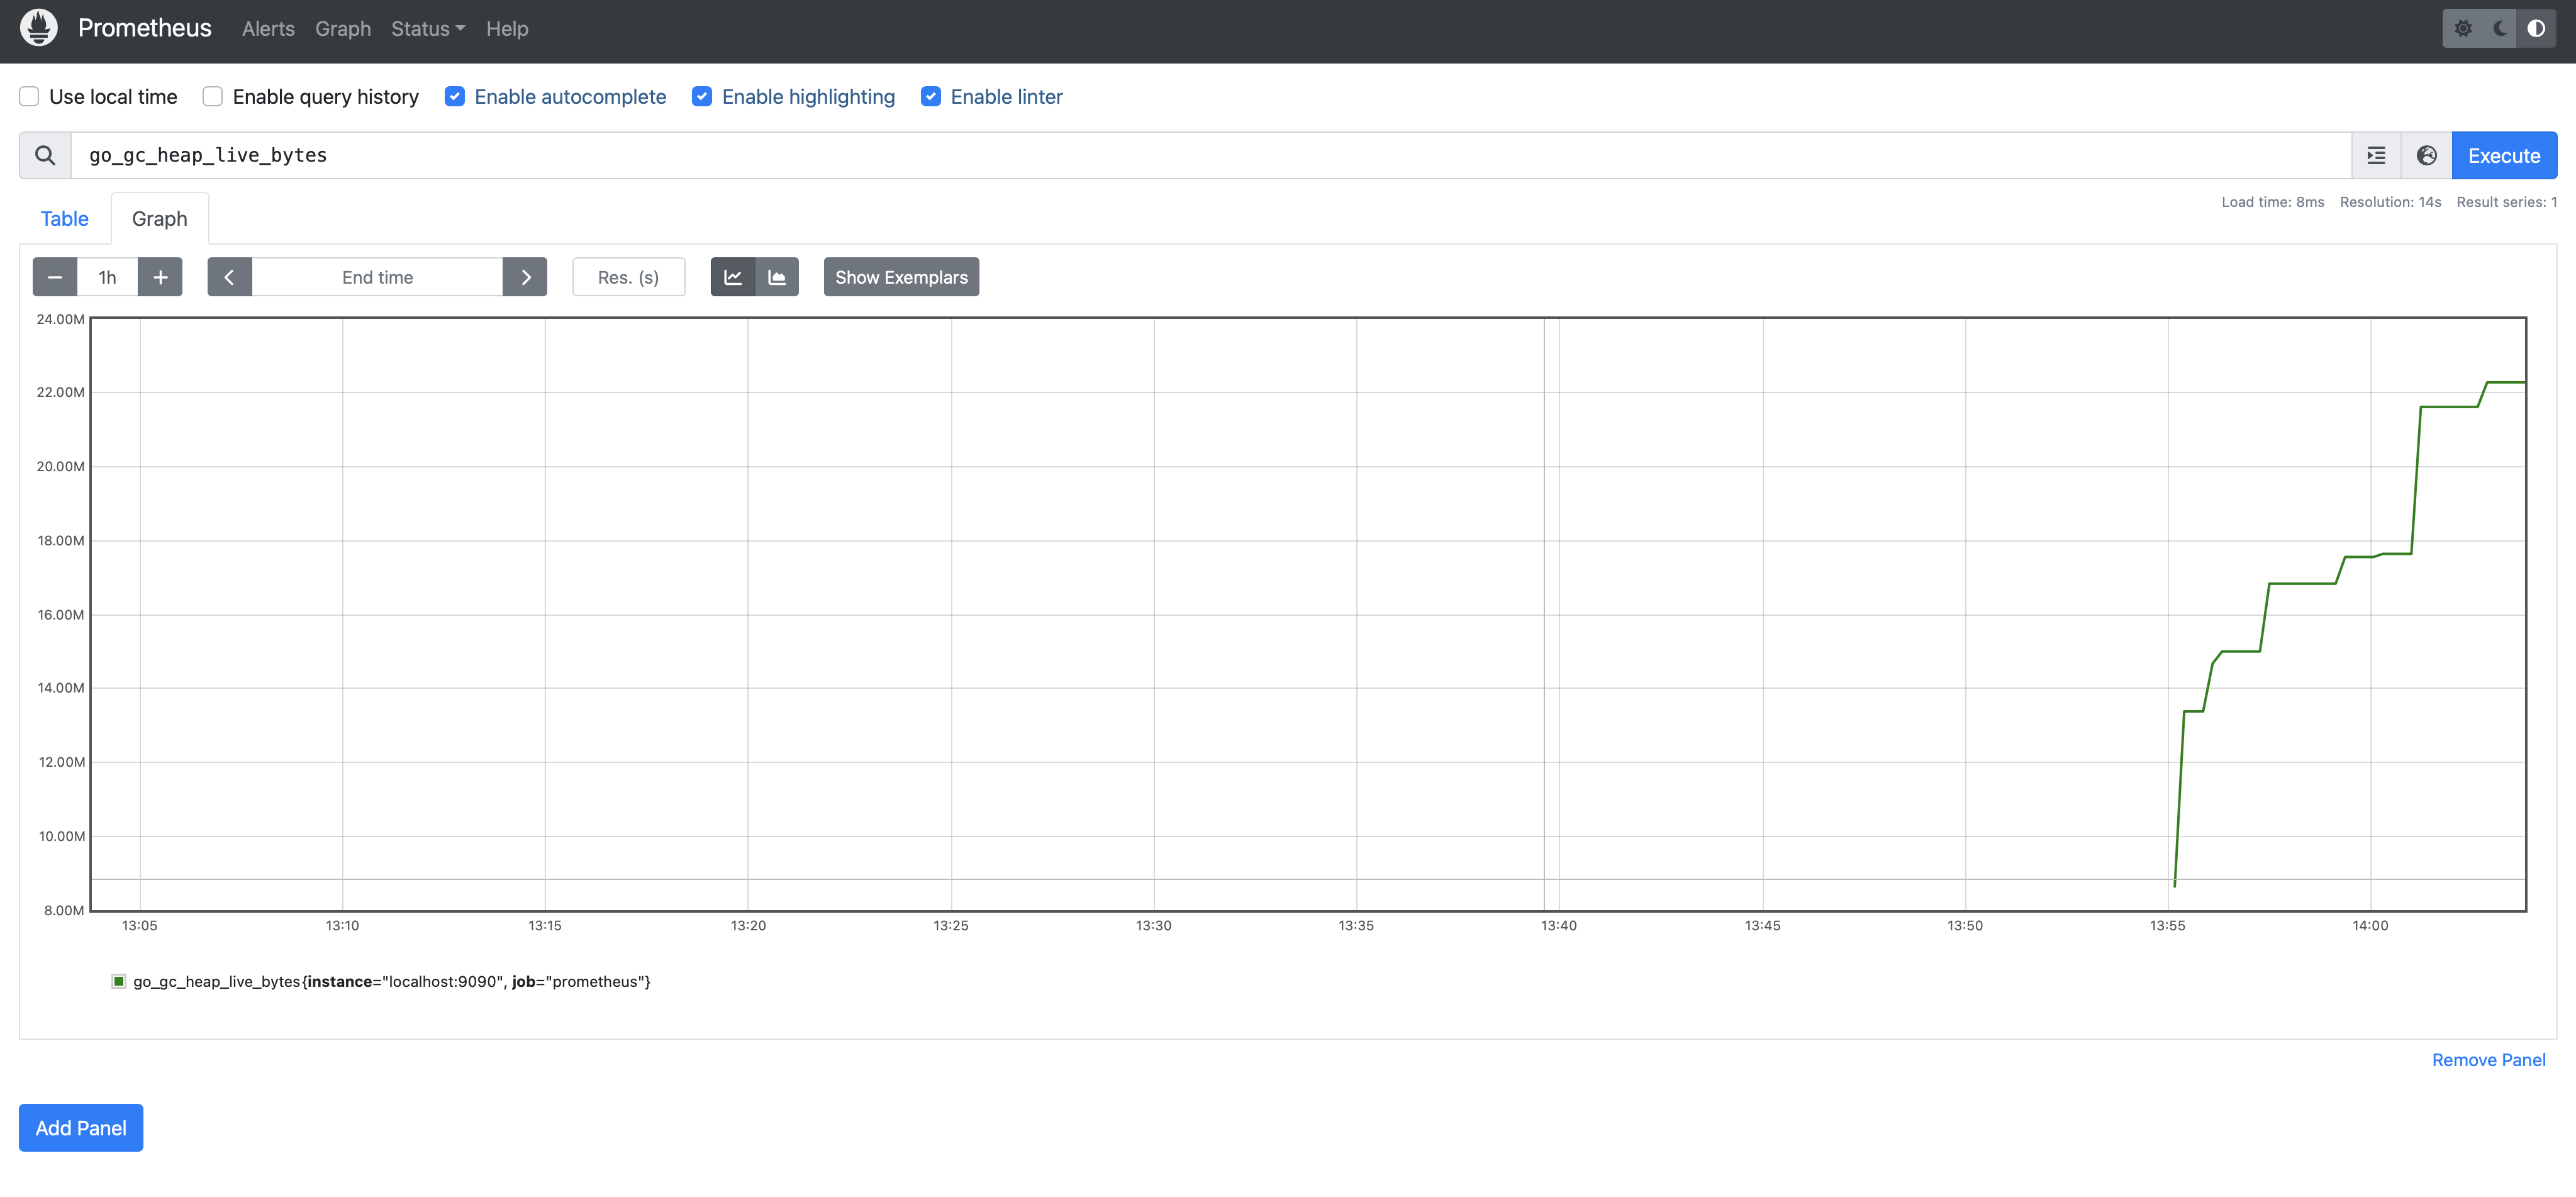 Prometheus Alerts Graph Status Help
Use local time Enable query history Enable autocomplete Enable highlighting Enable linter
go_gc_heap_live_bytes Execute
Table Graph Load time: 8ms Resolution: 14s Result series: 1
1h End time Res. (s) Show Exemplars
24.00M
22.00M
20.00M
18.00M
16.00M
14.00M
12.00M
10.00M
8.00M
13:05 13:10 13:15 13:20 13:25 13:30 13:35 13:40 13:45 13:50 13:55 14:00
go_gc_heap_live_bytes{instance="localhost:9090", job="prometheus"}
Remove Panel
Add Panel